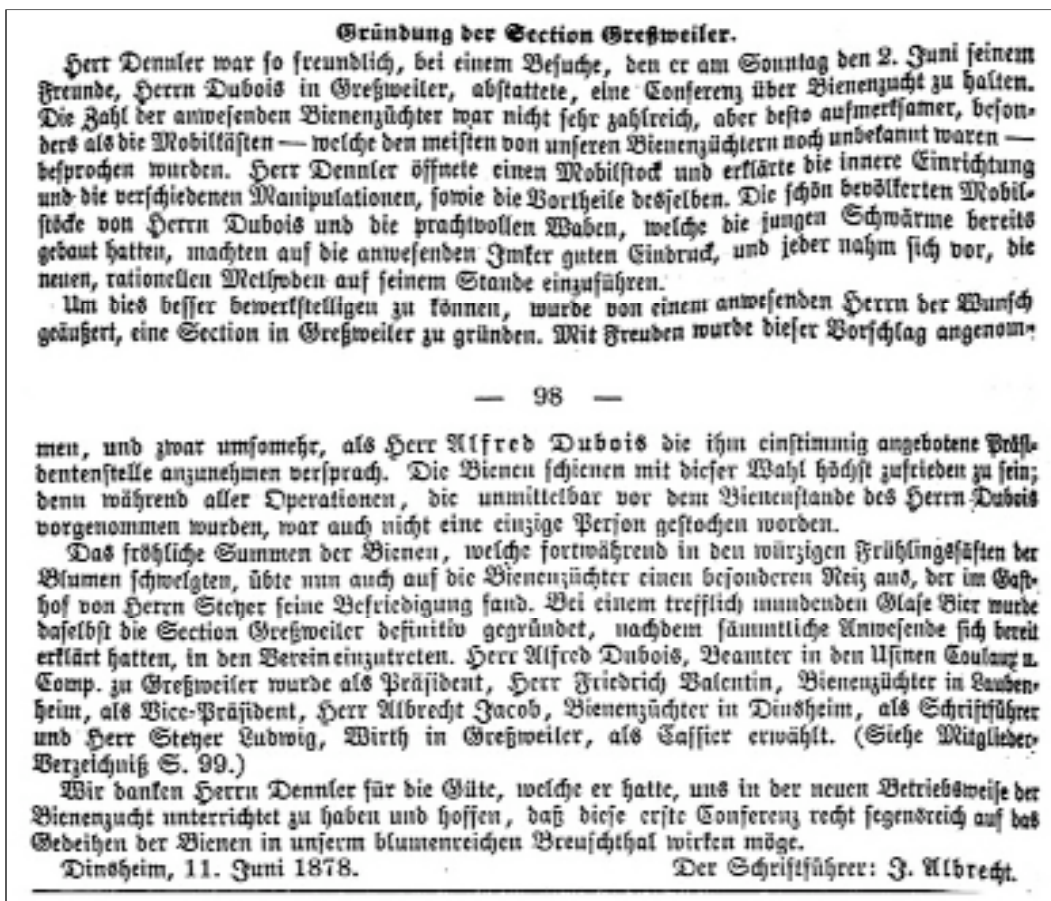 Gründung der Section Greßweiler.
Herr Dennler war so freundlich, bei einem Besuche, den er am Sonntag den 2. Juni seinem
Freunde, Herrn Dubois in Greßweiler, abstattete, eine Conferenz über Bienenzucht zu halten.
Die Zahl der anwesenden Bienenzüchter war nicht sehr zahlreich, aber desto aufmerksamer, beson-
ders als die Mobilkästen — welche den meisten von unseren Bienenzüchtern noch unbekannt waren —
besprochen wurden. Herr Dennler öffnete einen Mobilstock und erklärte die innere Einrichtung
und die verschiedenen Manipulationen, sowie die Vortheile desselben. Die schön bevölkerten Mobil-
stöcke von Herrn Dubois und die prachtvollen Waben, welche die jungen Schwärme bereits
gebaut hatten, machten auf die anwesenden Imker guten Eindruck, und jeder nahm sich vor, die
neuen, rationellen Methoden auf seinem Stande einzuführen.
Um dies besser bewerkstelligen zu können, wurde von einem anwesenden Herrn der Wunsch
geäußert, eine Section in Greßweiler zu gründen. Mit Freuden wurde dieser Vorschlag angenom-
— 98 —
men, und zwar umsomehr, als Herr Alfred Dubois die ihm einstimmig angebotene Präsi-
dentenstelle anzunehmen versprach. Die Bienen schienen mit dieser Wahl höchst zufrieden zu sein;
denn während aller Operationen, die unmittelbar vor dem Bienenstande des Herrn Dubois
vorgenommen wurden, war auch nicht eine einzige Person gestochen worden.
Das fröhliche Summen der Bienen, welche fortwährend in den würzigen Frühlingssäften der
Blumen schwelgten, übte nun auch auf die Bienenzüchter einen besonderen Reiz aus, der im Gast-
hof von Herrn Steyer seine Befriedigung fand. Bei einem trefflich mundenden Glase Bier wurde
daselbst die Section Greßweiler definitiv gegründet, nachdem sämmtliche Anwesende sich bereit
erklärt hatten, in den Verein einzutreten. Herr Alfred Dubois, Beamter in den Usinen Coulaux u.
Comp. zu Greßweiler wurde als Präsident, Herr Friedrich Valentin, Bienenzüchter in Lauben-
heim, als Vice-Präsident, Herr Albrecht Jacob, Bienenzüchter in Dinsheim, als Schriftführer
und Herr Steyer Ludwig, Wirth in Greßweiler, als Cassier erwählt. (Siehe Mitglieder-
Verzeichniß S. 99.)
Wir danken Herrn Dennler für die Güte, welche er hatte, uns in der neuen Betriebsweise der
Bienenzucht unterrichtet zu haben und hoffen, daß diese erste Conferenz recht segensreich auf das
Gedeihen der Bienen in unserm blumenreichen Breuschthal wirken möge.
Dinsheim, 11. Juni 1878. Der Schriftführer: J. Albrecht.